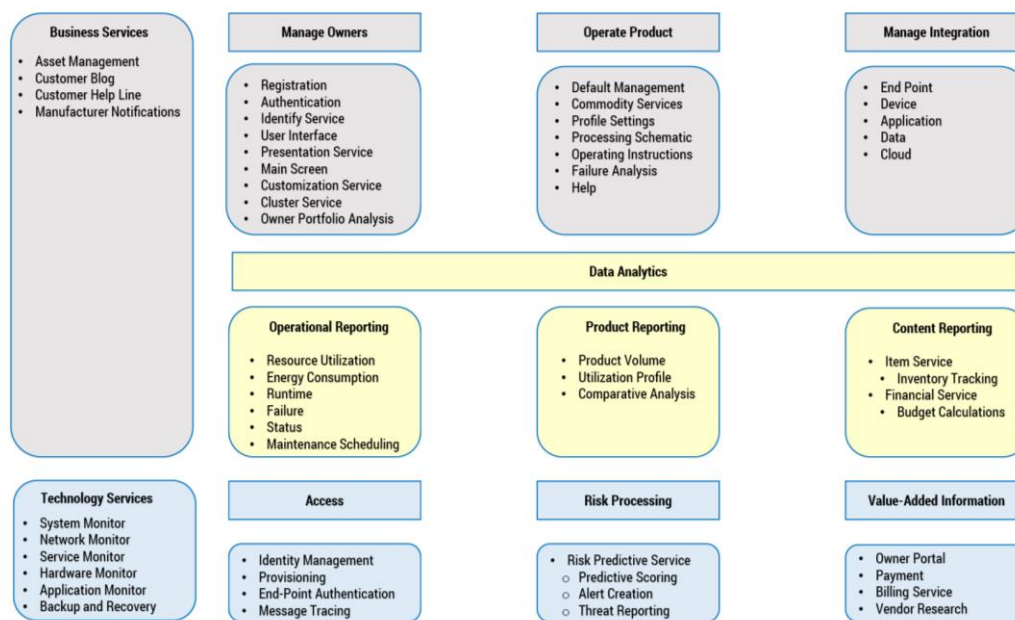 Business Services
• Asset Management
• Customer Blog
• Customer Help Line
• Manufacturer Notifications
Manage Owners
• Registration
• Authentication
• Identify Service
• User Interface
• Presentation Service
• Main Screen
• Customization Service
• Cluster Service
• Owner Portfolio Analysis
Operate Product
• Default Management
• Commodity Services
• Profile Settings
• Processing Schematic
• Operating Instructions
• Failure Analysis
• Help
Manage Integration
• End Point
• Device
• Application
• Data
• Cloud
Data Analytics
Operational Reporting
• Resource Utilization
• Energy Consumption
• Runtime
• Failure
• Status
• Maintenance Scheduling
Product Reporting
• Product Volume
• Utilization Profile
• Comparative Analysis
Content Reporting
• Item Service
• Inventory Tracking
• Financial Service
• Budget Calculations
Technology Services
• System Monitor
• Network Monitor
• Service Monitor
• Hardware Monitor
• Application Monitor
• Backup and Recovery
Access
• Identity Management
• Provisioning
• End-Point Authentication
• Message Tracing
Risk Processing
• Risk Predictive Service
o Predictive Scoring
o Alert Creation
o Threat Reporting
Value-Added Information
• Owner Portal
• Payment
• Billing Service
• Vendor Research